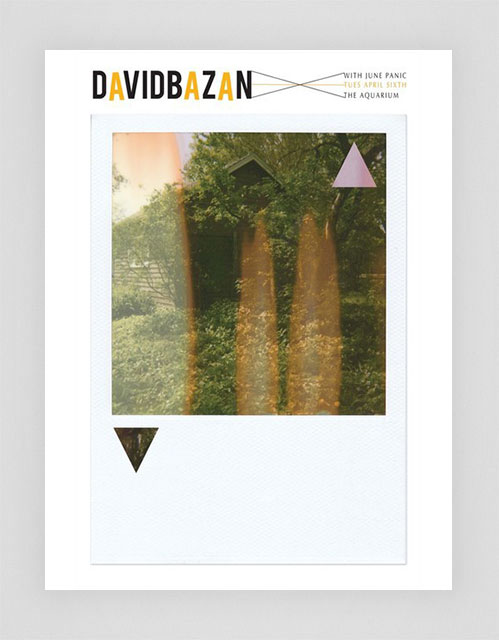 DAVIDBAZAN
WITH JUNE PANIC
TUES APRIL SIXTH
THE AQUARIUM